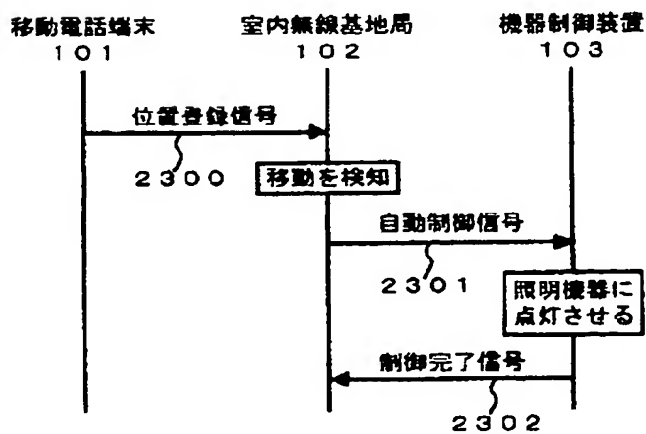 移動電話端末
101
室内無線基地局
102
機器制御装置
103
位置登録信号
2300
移動を検知
自動制御信号
2301
照明機器に
点灯させる
制御完了信号
2302